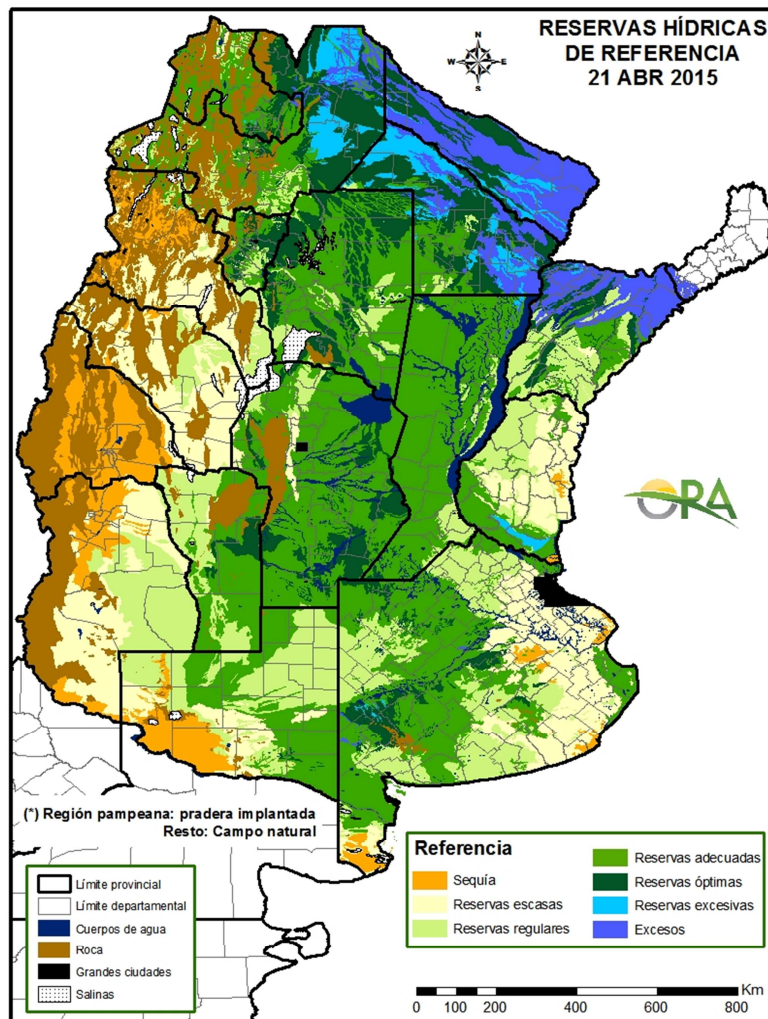 RESERVAS HÍDRICAS
DE REFERENCIA
21 ABR 2015
N
W E
S
ORA
(*) Región pampeana: pradera implantada
Resto: Campo natural
Límite provincial
Límite departamental
Cuerpos de agua
Roca
Grandes ciudades
Salinas
Referencia
Sequía
Reservas escasas
Reservas regulares
Reservas adecuadas
Reservas óptimas
Reservas excesivas
Excesos
Km
0 100 200 400 600 800